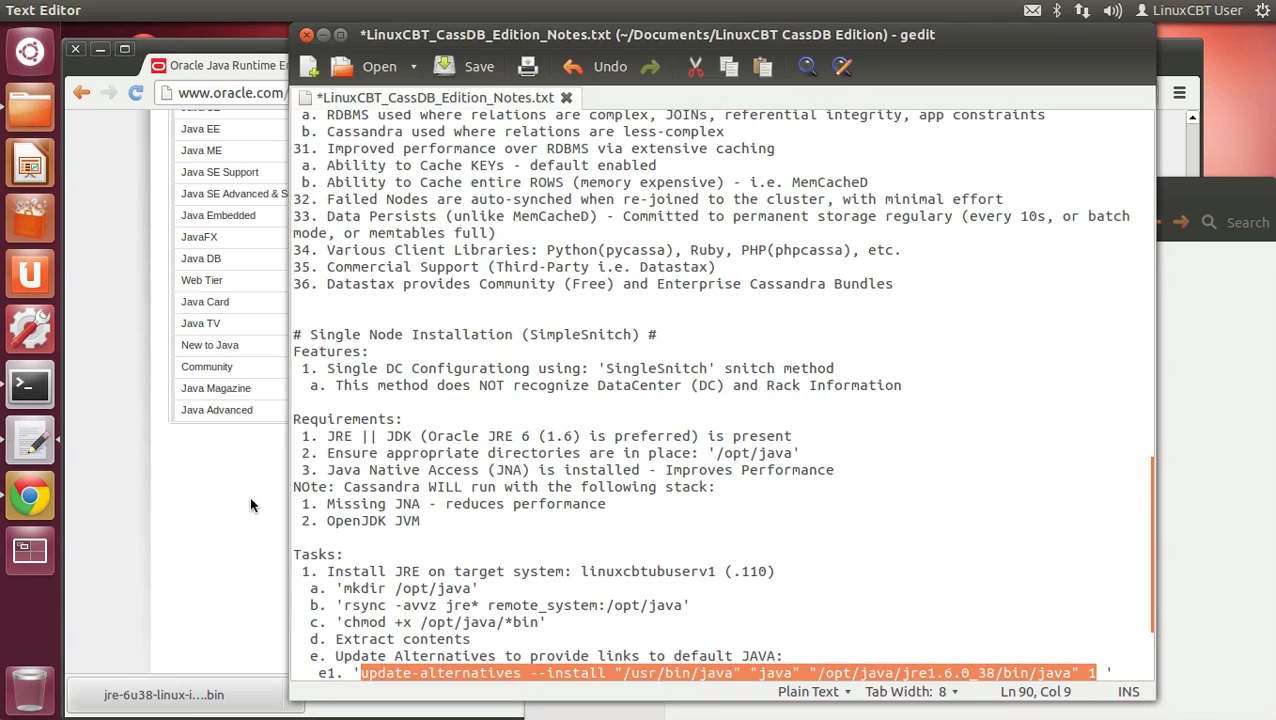 Text Editor
LinuxCBT User
*LinuxCBT_CassDB_Edition_Notes.txt (~/Documents/LinuxCBT CassDB Edition) - gedit
Oracle Java Runtime En
Open
Save
Undo
www.oracle.com/
*LinuxCBT_CassDB_Edition_Notes.txt
Java EE
Java ME
Java SE Support
Java SE Advanced & S
Java Embedded
JavaFX
Java DB
Web Tier
Java Card
Java TV
New to Java
Community
Java Magazine
Java Advanced
a. RDBMS used where relations are complex, JOINs, referential integrity, app constraints
b. Cassandra used where relations are less-complex
31. Improved performance over RDBMS via extensive caching
a. Ability to Cache KEYs - default enabled
b. Ability to Cache entire ROWS (memory expensive) - i.e. MemCacheD
32. Failed Nodes are auto-synched when re-joined to the cluster, with minimal effort
33. Data Persists (unlike MemCacheD) - Committed to permanent storage regulary (every 10s, or batch
mode, or memtables full)
34. Various Client Libraries: Python(pycassa), Ruby, PHP(phpcassa), etc.
35. Commercial Support (Third-Party i.e. Datastax)
36. Datastax provides Community (Free) and Enterprise Cassandra Bundles
# Single Node Installation (SimpleSnitch) #
Features:
1. Single DC Configurationg using: 'SingleSnitch' snitch method
a. This method does NOT recognize DataCenter (DC) and Rack Information
Requirements:
1. JRE || JDK (Oracle JRE 6 (1.6) is preferred) is present
2. Ensure appropriate directories are in place: '/opt/java'
3. Java Native Access (JNA) is installed - Improves Performance
NOte: Cassandra WILL run with the following stack:
1. Missing JNA - reduces performance
2. OpenJDK JVM
Tasks:
1. Install JRE on target system: linuxcbtubuserv1 (.110)
a. 'mkdir /opt/java'
b. 'rsync -avvz jre* remote_system:/opt/java'
c. 'chmod +x /opt/java/*bin'
d. Extract contents
e. Update Alternatives to provide links to default JAVA:
e1. 'update-alternatives --install "/usr/bin/java" "java" "/opt/java/jre1.6.0_38/bin/java" 1 '
Search
jre-6u38-linux-i....bin
Plain Text
Tab Width: 8
Ln 90, Col 9
INS